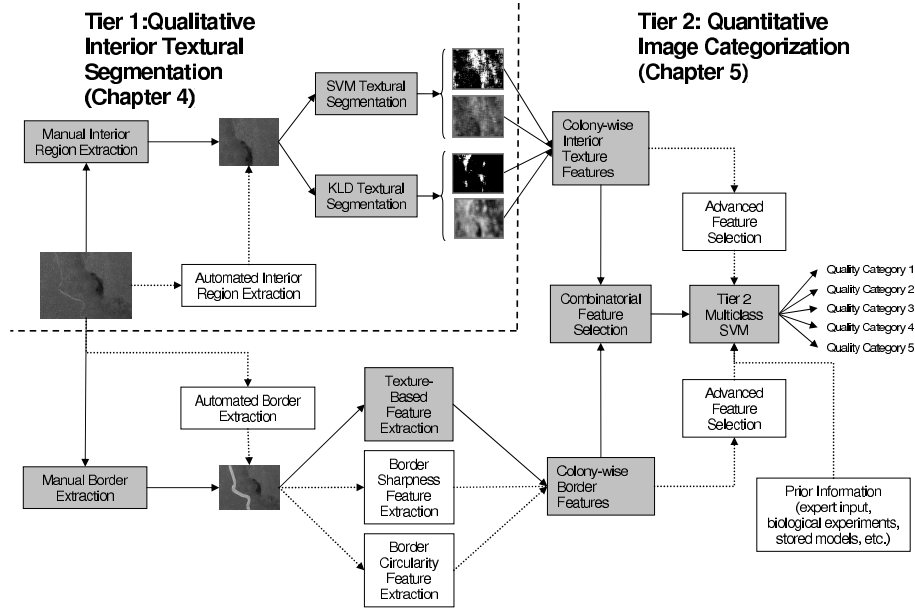 Tier 1:Qualitative
Interior Textural
Segmentation
(Chapter 4)
Tier 2: Quantitative
Image Categorization
(Chapter 5)
Manual Interior
Region Extraction
SVM Textural
Segmentation
KLD Textural
Segmentation
Colony-wise
Interior
Texture
Features
Advanced
Feature
Selection
Automated Interior
Region Extraction
Combinatorial
Feature
Selection
Tier 2
Multiclass
SVM
Quality Category 1
Quality Category 2
Quality Category 3
Quality Category 4
Quality Category 5
Automated Border
Extraction
Texture-
Based
Feature
Extraction
Advanced
Feature
Selection
Manual Border
Extraction
Border
Sharpness
Feature
Extraction
Colony-wise
Border
Features
Prior Information
(expert input,
biological experiments,
stored models, etc.)
Border
Circularity
Feature
Extraction